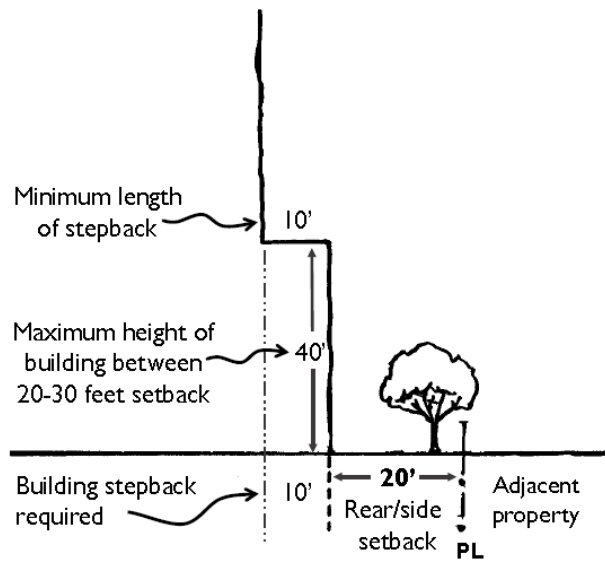 Minimum length
of stepback
10'
Maximum height of
building between
20-30 feet setback
40'
Building stepback
required
10'
20'
Rear/side
setback
PL
Adjacent
property